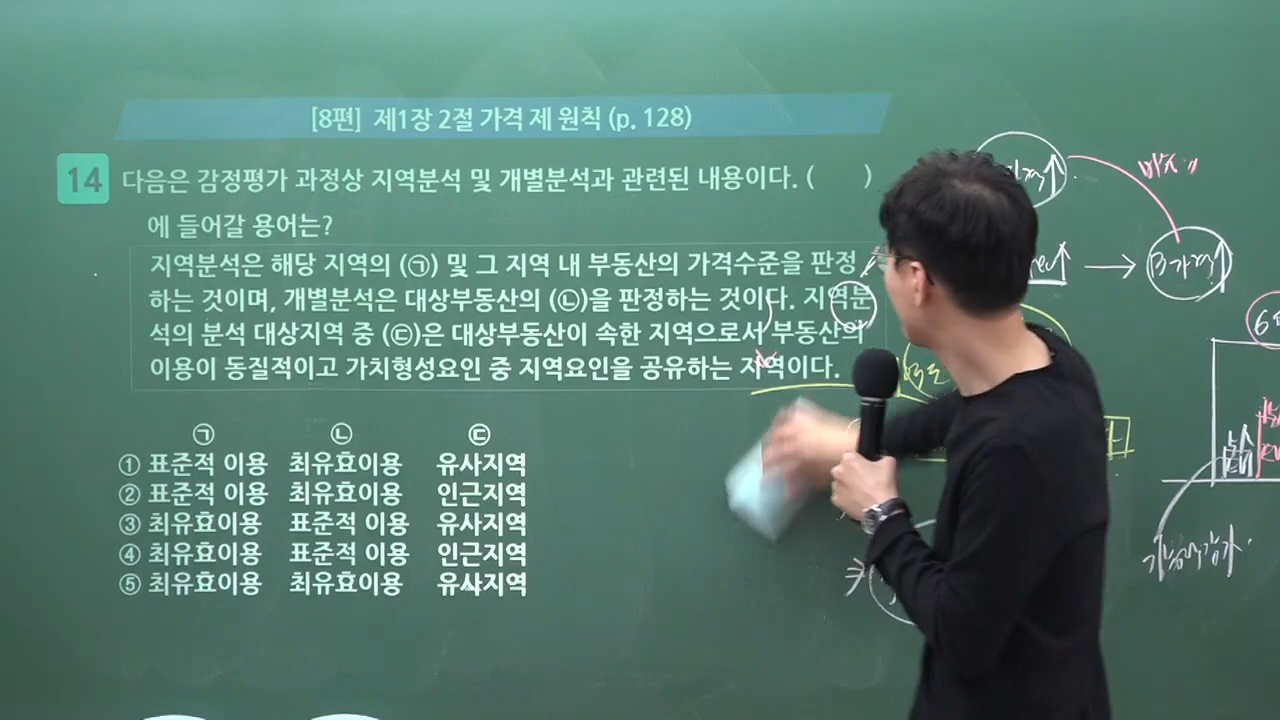 [8편] 제1장 2절 가격 제 원칙 (p. 128)
14 다음은 감정평가 과정상 지역분석 및 개별분석과 관련된 내용이다. ( )
에 들어갈 용어는?
지역분석은 해당 지역의 (㉠) 및 그 지역 내 부동산의 가격수준을 판정
하는 것이며, 개별분석은 대상부동산의 (㉡)을 판정하는 것이다. 지역분
석의 분석 대상지역 중 (㉢)은 대상부동산이 속한 지역으로서 부동산의
이용이 동질적이고 가치형성요인 중 지역요인을 공유하는 지역이다.
㉠ ㉡ ㉢
① 표준적 이용 최유효이용 유사지역
② 표준적 이용 최유효이용 인근지역
③ 최유효이용 표준적 이용 유사지역
④ 최유효이용 표준적 이용 인근지역
⑤ 최유효이용 최유효이용 유사지역